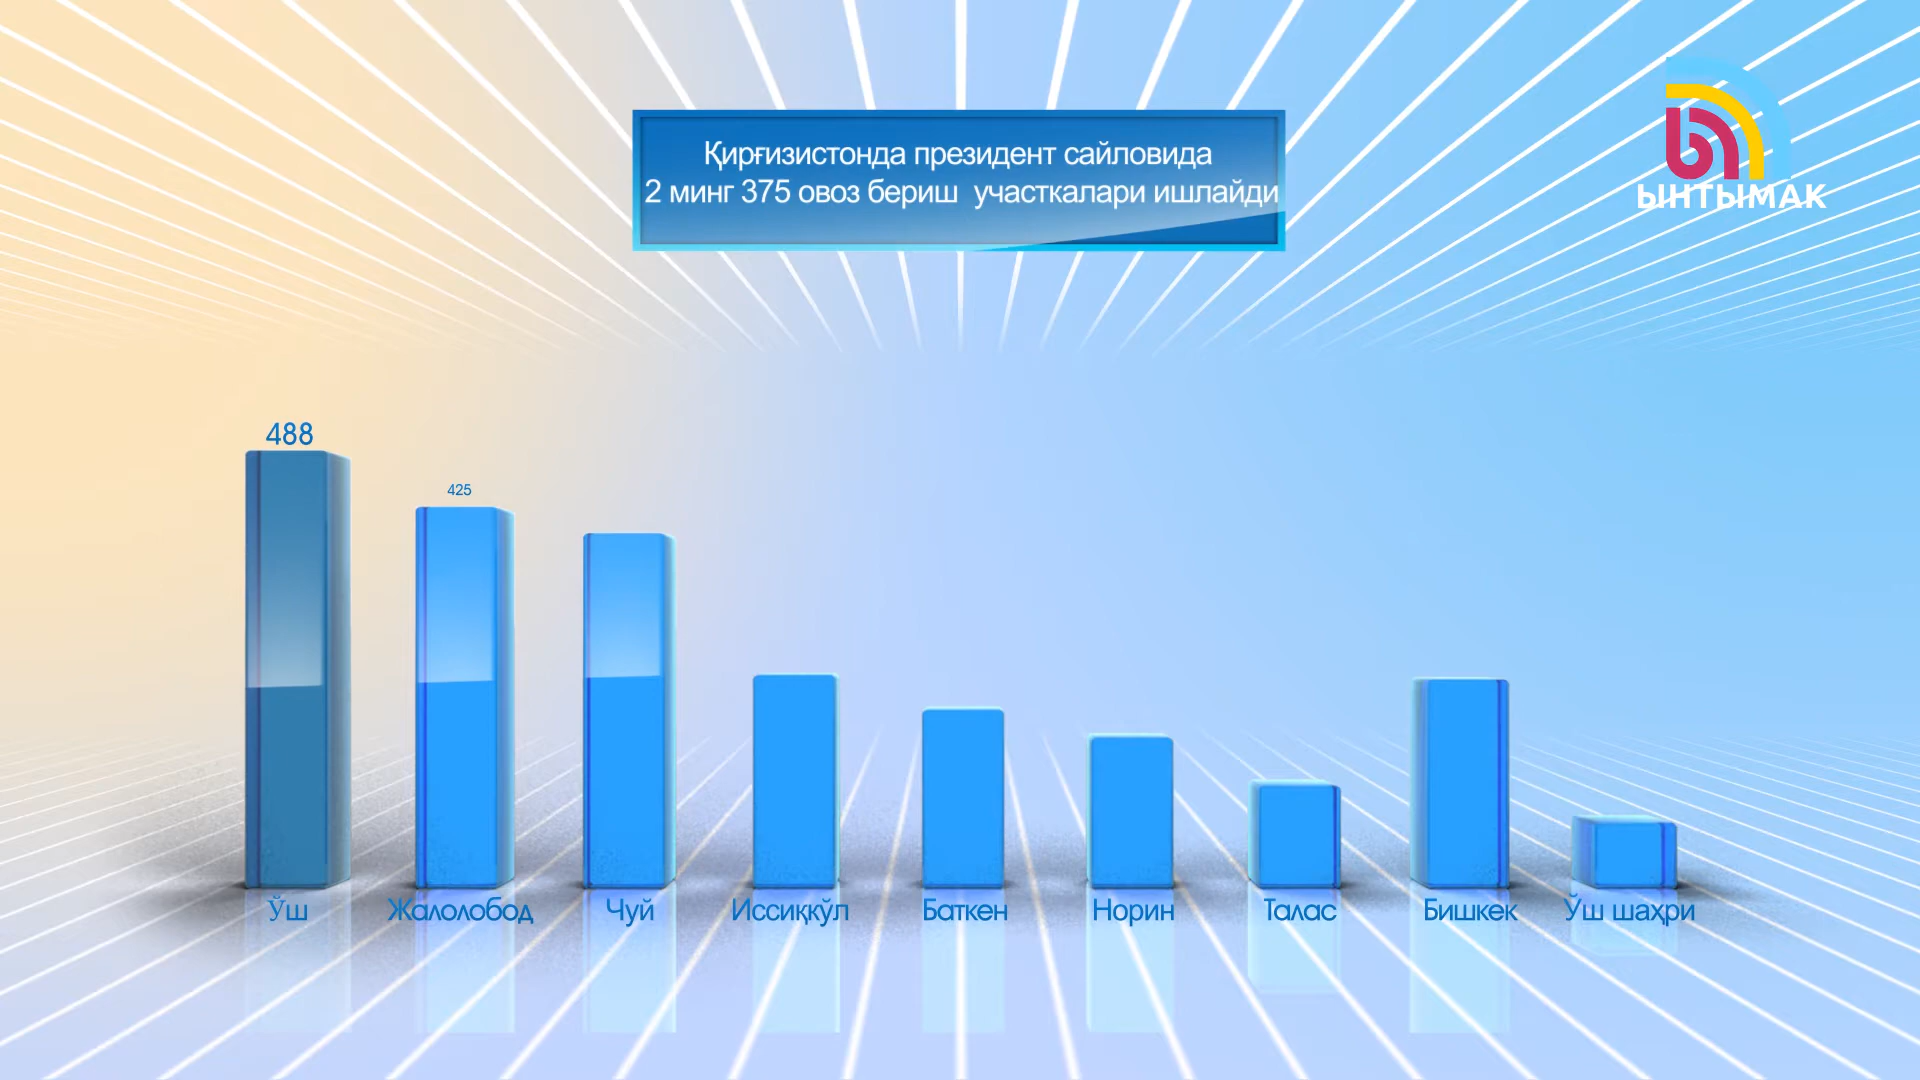 Қирғизистонда президент сайловида
2 минг 375 овоз бериш участкалари ишлайди
ЫНТЫМАК
488
425
Ўш
Жалолобод
Чуй
Иссиққўл
Баткен
Норин
Талас
Бишкек
Ўш шаҳри